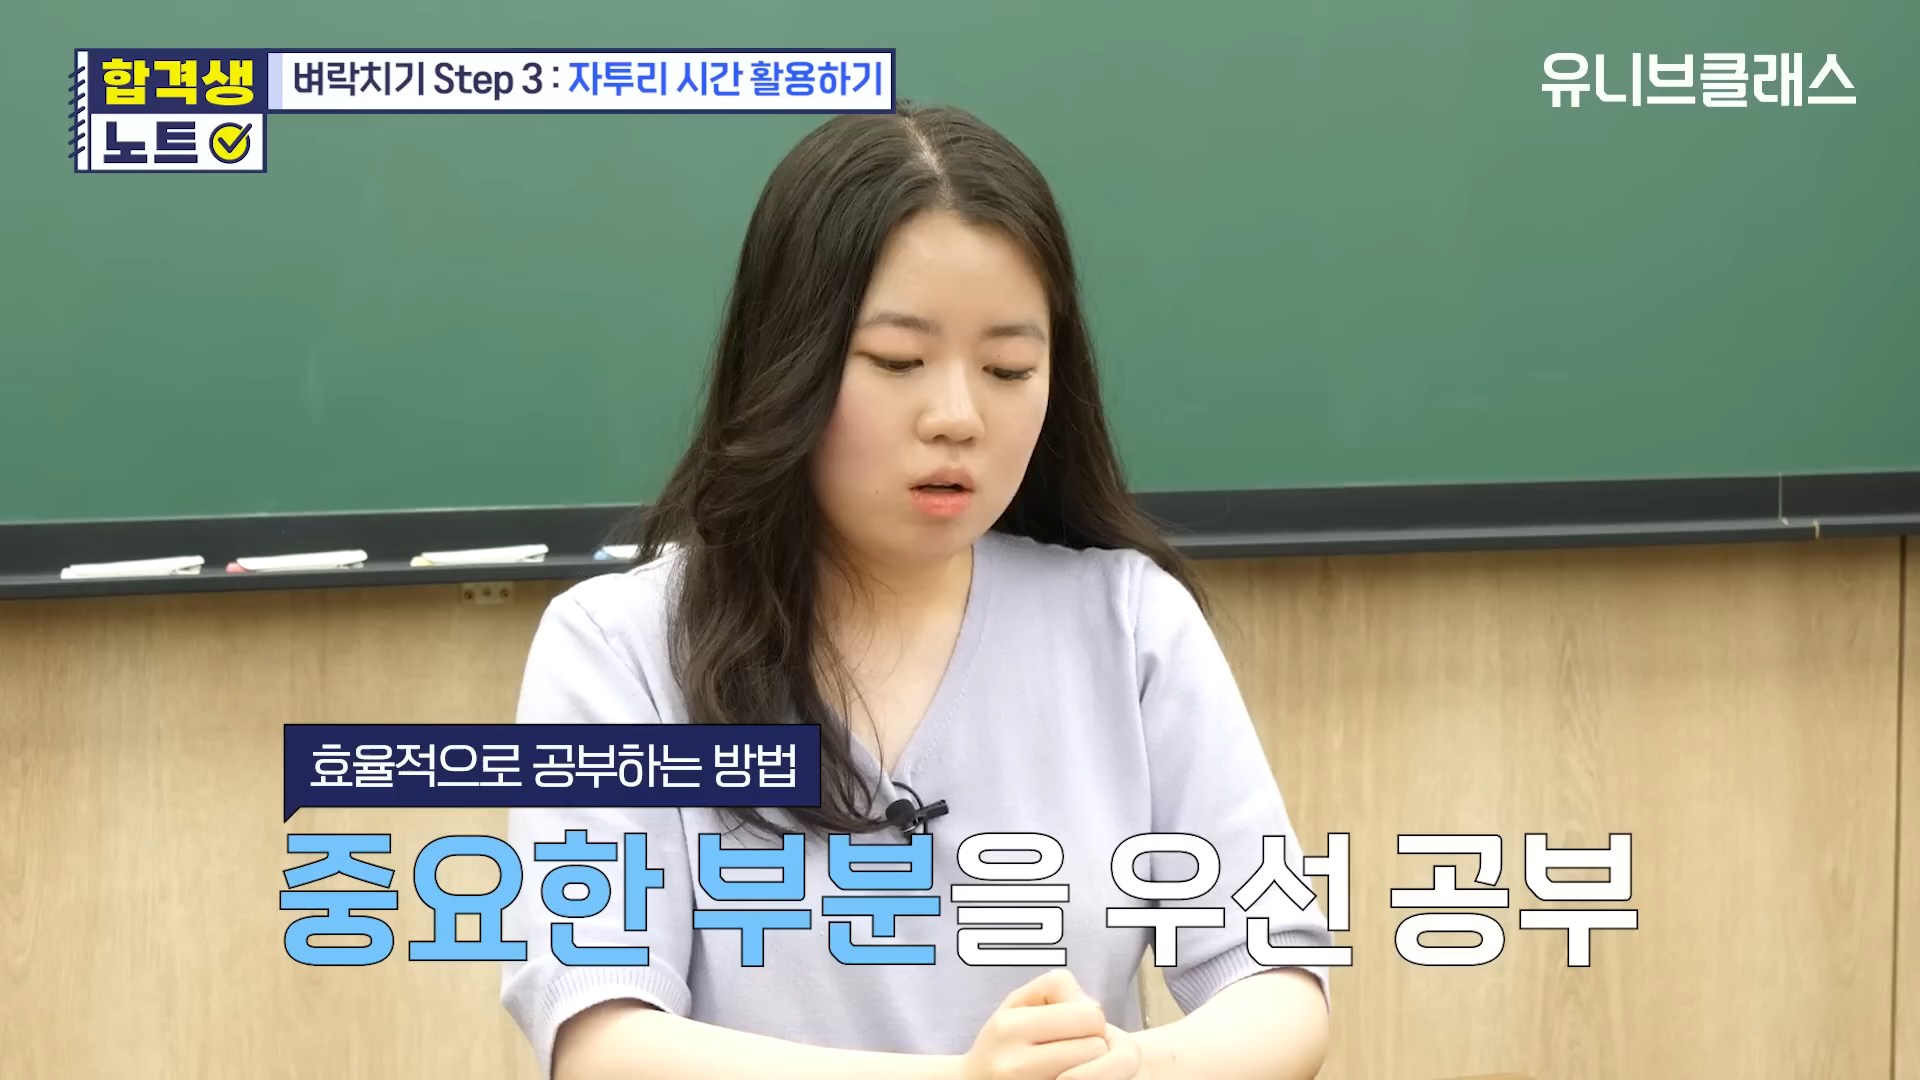 합격생
노트
벼락치기 Step 3 : 자투리 시간 활용하기
유니브클래스
효율적으로 공부하는 방법
중요한 부분을 우선 공부